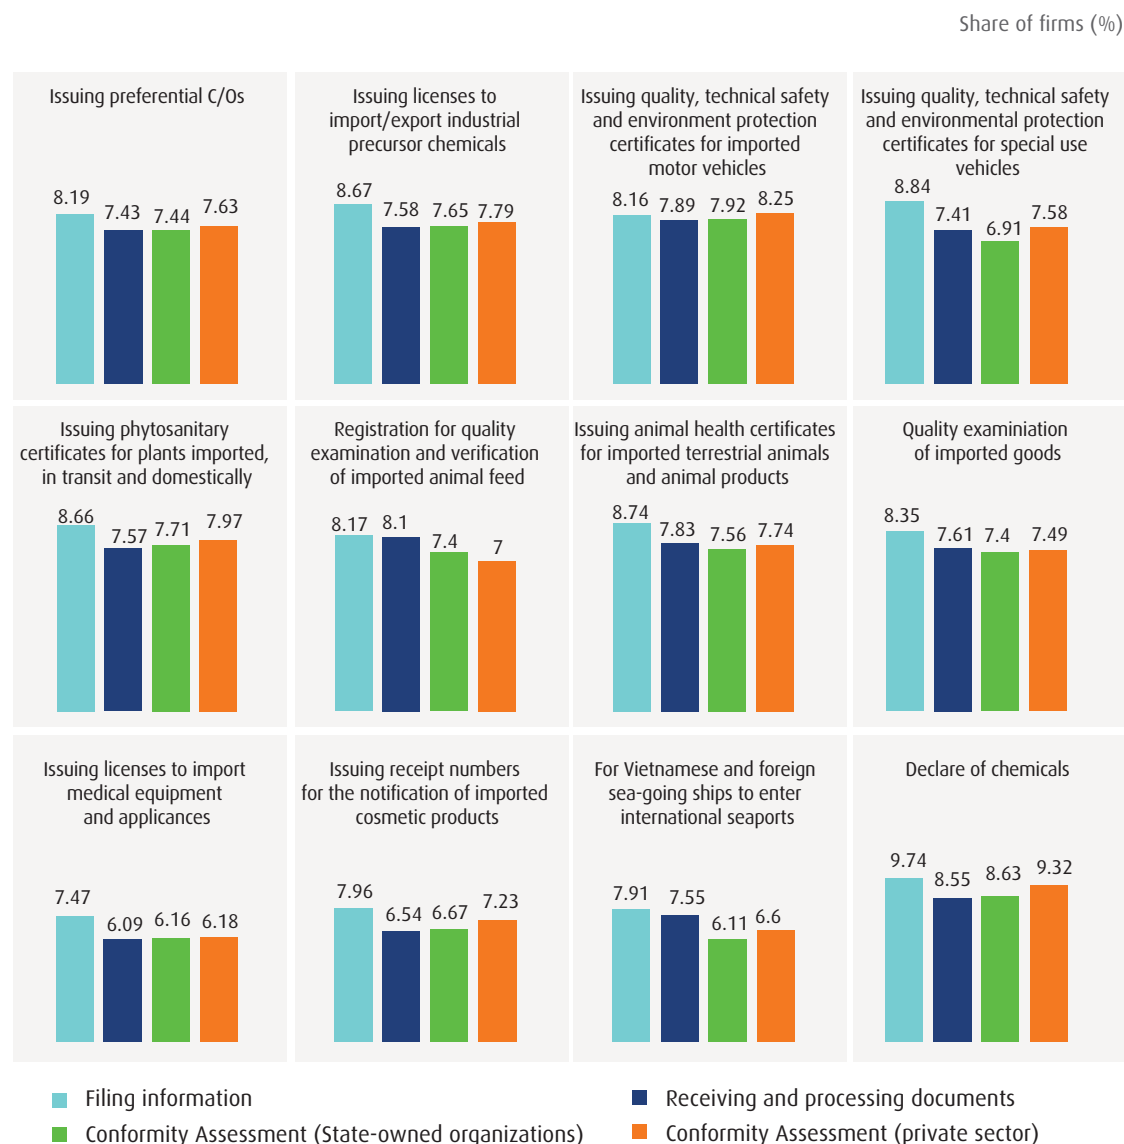 Share of firms (%)
Issuing preferential C/Os
8.19
7.43
7.44
7.63
Issuing licenses to
import/export industrial
precursor chemicals
8.67
7.58
7.65
7.79
Issuing quality, technical safety
and environment protection
certificates for imported
motor vehicles
8.16
7.89
7.92
8.25
Issuing quality, technical safety
and environmental protection
certificates for special use
vehicles
8.84
7.41
6.91
7.58
Issuing phytosanitary
certificates for plants imported,
in transit and domestically
8.66
7.57
7.71
7.97
Registration for quality
examination and verification
of imported animal feed
8.17
8.1
7.4
7
Issuing animal health certificates
for imported terrestrial animals
and animal products
8.74
7.83
7.56
7.74
Quality examiniation
of imported goods
8.35
7.61
7.4
7.49
Issuing licenses to import
medical equipment
and applicances
7.47
6.09
6.16
6.18
Issuing receipt numbers
for the notification of imported
cosmetic products
7.96
6.54
6.67
7.23
For Vietnamese and foreign
sea-going ships to enter
international seaports
7.91
7.55
6.11
6.6
Declare of chemicals
9.74
8.55
8.63
9.32
Filing information
Receiving and processing documents
Conformity Assessment (State-owned organizations)
Conformity Assessment (private sector)